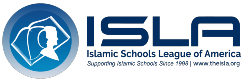 ISLA
Islamic Schools League of America
Supporting Islamic Schools Since 1998 | www.theisla.org